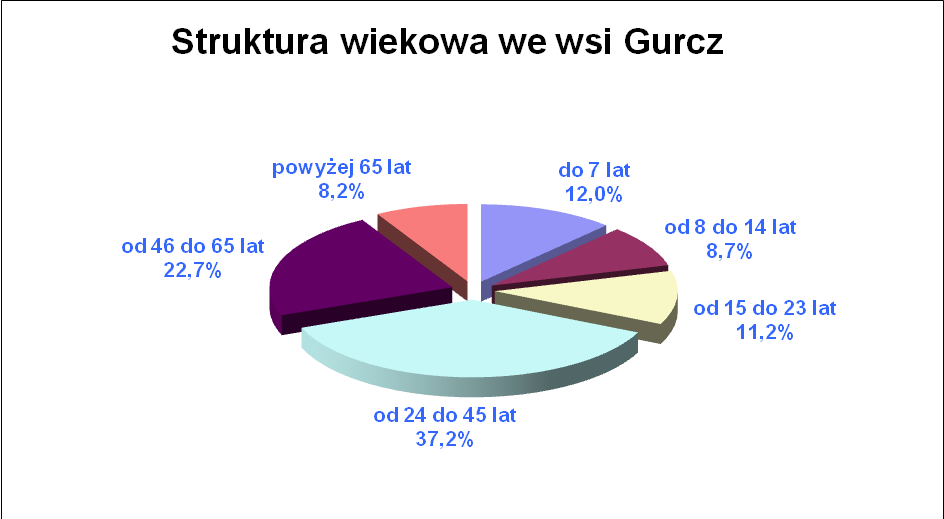 Struktura wiekowa we wsi Gurcz
powyżej 65 lat
8,2%
do 7 lat
12,0%
od 8 do 14 lat
8,7%
od 46 do 65 lat
22,7%
od 15 do 23 lat
11,2%
od 24 do 45 lat
37,2%